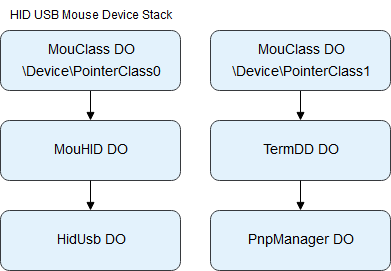 HID USB Mouse Device Stack
MouClass DO
\Device\PointerClass0
MouHID DO
HidUsb DO
MouClass DO
\Device\PointerClass1
TermDD DO
PnpManager DO